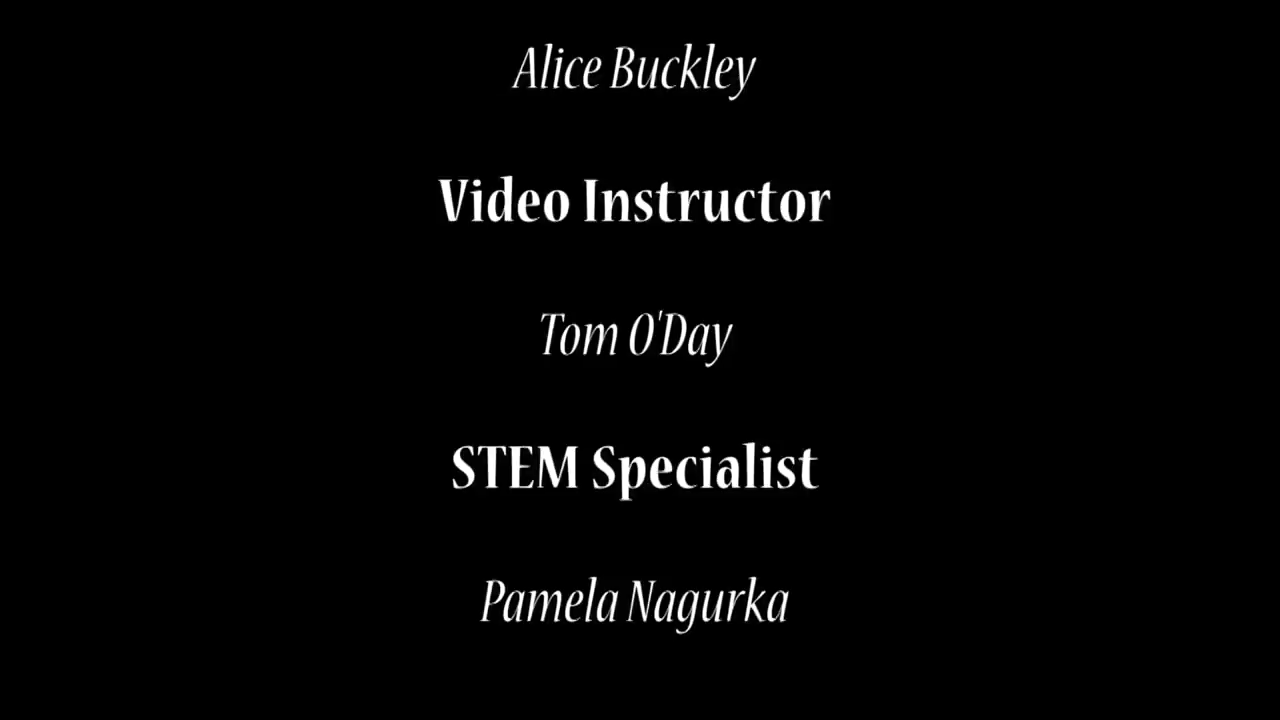 Alice Buckley
Video Instructor
Tom O'Day
STEM Specialist
Pamela Nagurka